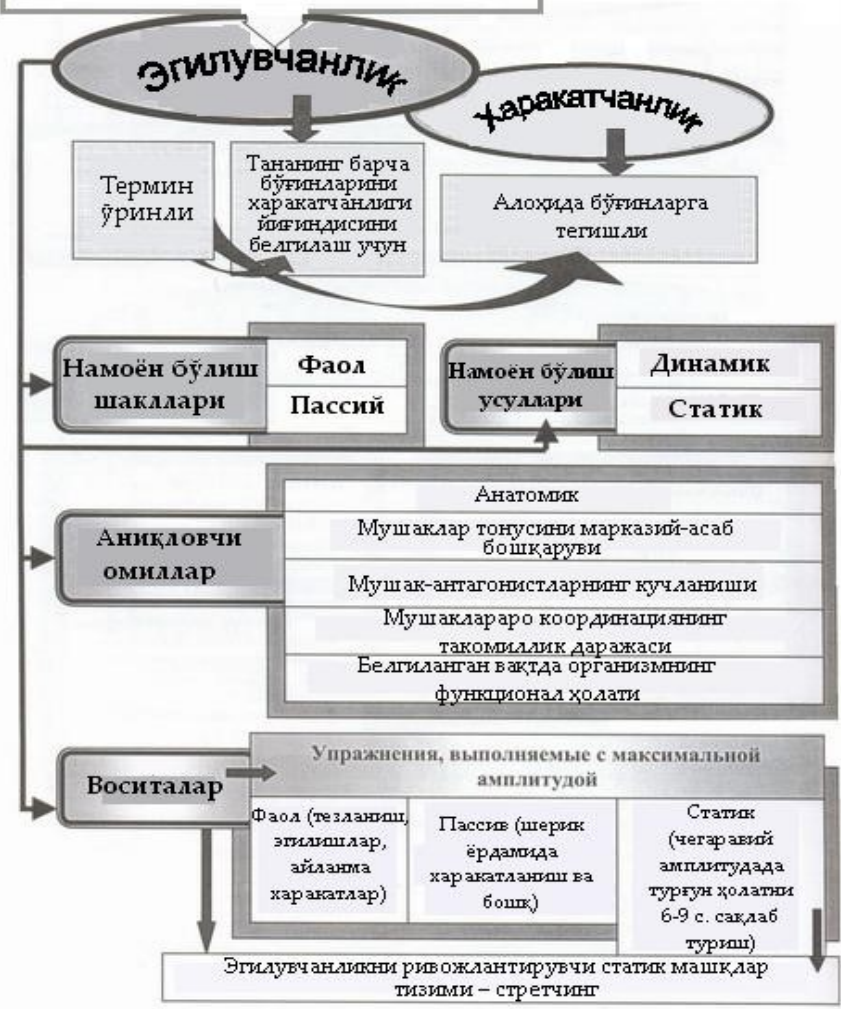 Эгилувчанлик
Ҳаракатчанлик
Термин
ўринли
Тананинг барча
бўғинларини
харакатчанлиги
йиғиндисини
белгилаш учун
Алоҳида бўғинларга
тегишли
Намоён бўлиш
шакллари
Фаол
Пассий
Намоён бўлиш
усуллари
Динамик
Статик
Аниқловчи
омиллар
Анатомик
Мушаклар тонусини марказий-асаб
бошқаруви
Мушак-антагонистларнинг кучланиши
Мушаклараро координациянинг
такомиллик даражаси
Белгиланган вақтда организмнинг
функционал ҳолати
Воситалар
Упражнения, выполняемые с максимальной
амплитудой
Фаол (тезланиш,
эгилишлар,
айланма
харакатлар)
Пассив (шерик
ёрдамида
харакатланиш ва
бошқ)
Статик
(чегаравий
амплитудада
турғун ҳолатни
6-9 с. сақлаб
туриш)
Эгилувчанликни ривожлантирувчи статик машқлар
тизими – стретчинг